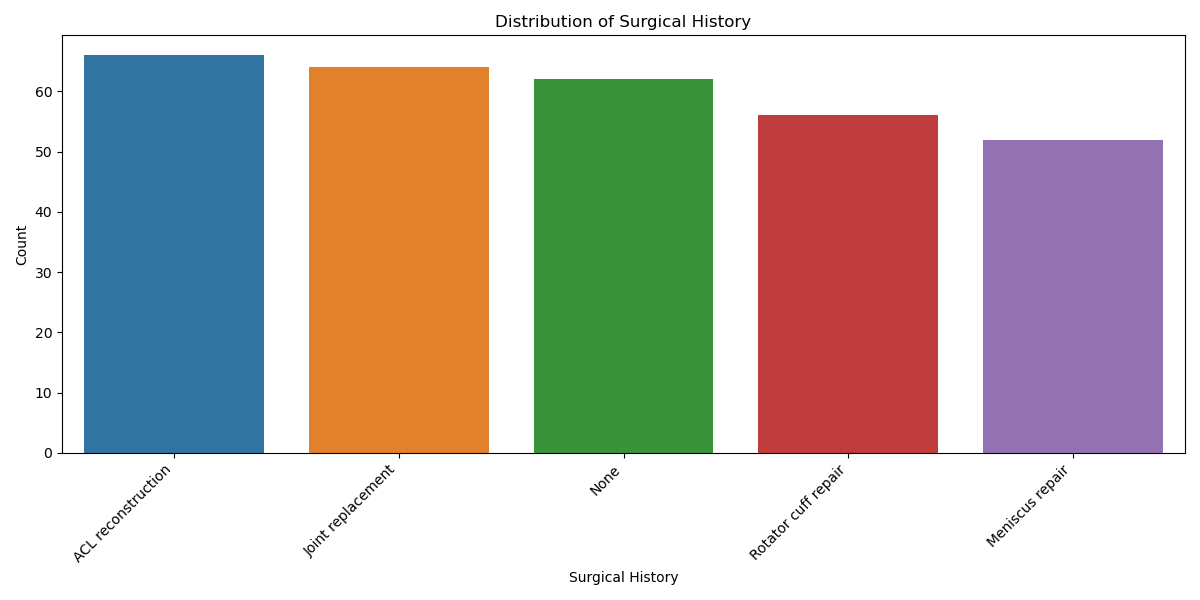 Distribution of Surgical History
Count
60
50
40
30
20
10
0
ACL reconstruction
Joint replacement
None
Rotator cuff repair
Meniscus repair
Surgical History